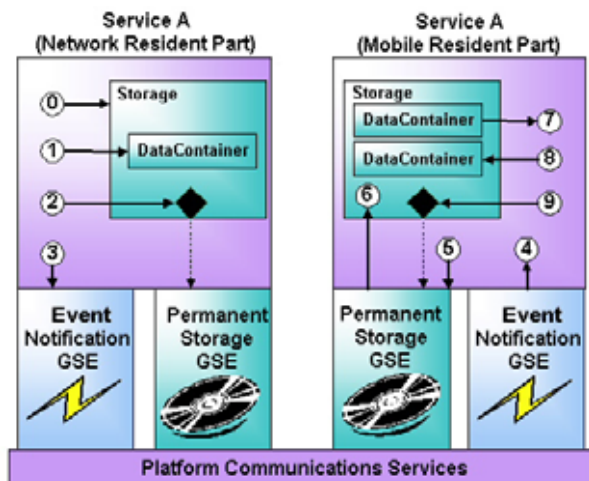 Service A
(Network Resident Part)
0
Storage
1
DataContainer
2
3
Event
Notification
GSE
Permanent
Storage
GSE
Service A
(Mobile Resident Part)
Storage
DataContainer
7
DataContainer
8
6
9
5
4
Permanent
Storage
GSE
Event
Notification
GSE
Platform Communications Services